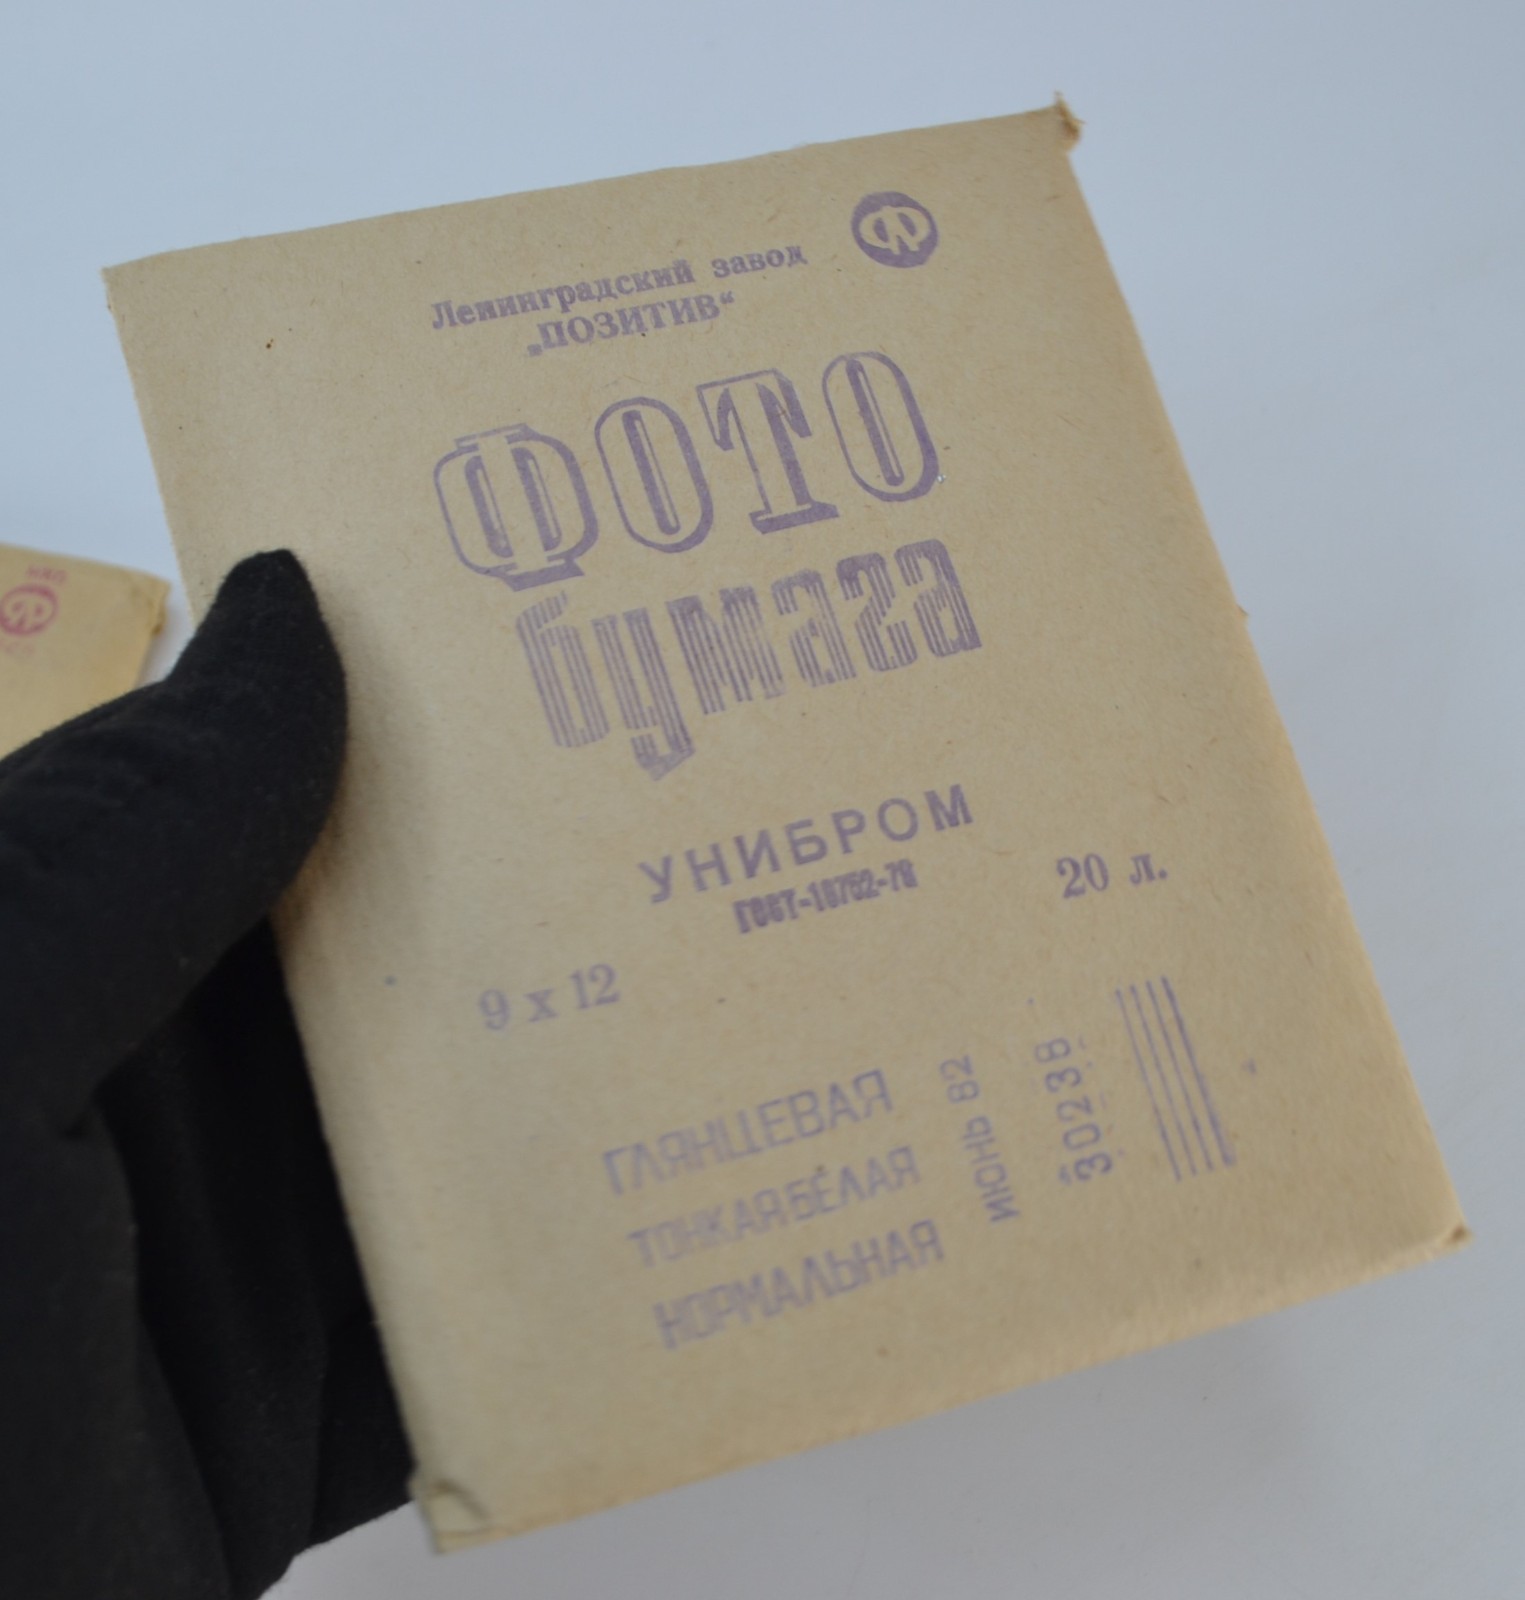 Ленинградский завод
„ПОЗИТИВ“
ФОТО
бумага
УНИБРОМ
ГОСТ-10752-79
20 л.
9 х 12
ГЛЯНЦЕВАЯ
ТОНКАЯ БЕЛАЯ
НОРМАЛЬНАЯ
ИЮНЬ 82
30238